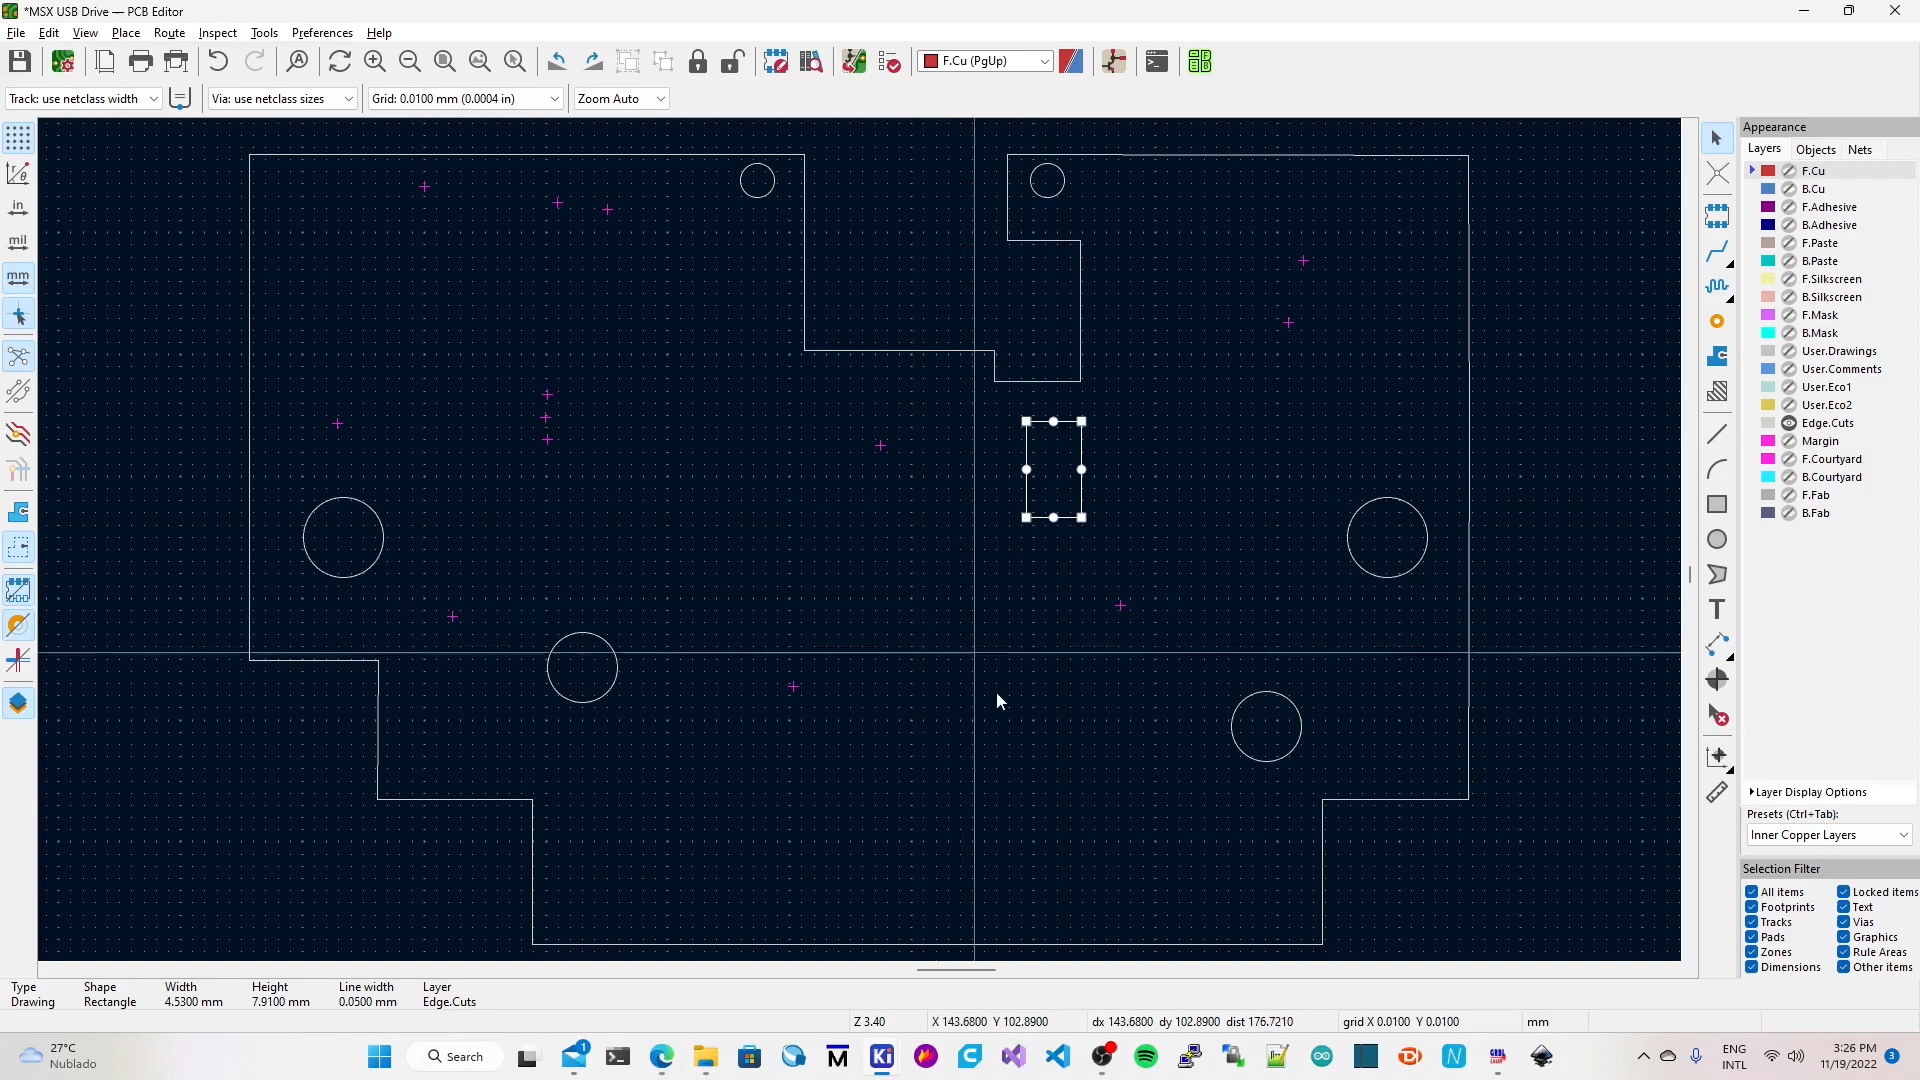 *MSX USB Drive — PCB Editor
File Edit View Place Route Inspect Tools Preferences Help
F.Cu (PgUp)
Track: use netclass width
Via: use netclass sizes
Grid: 0.0100 mm (0.0004 in)
Zoom Auto
in
mil
mm
Appearance
Layers Objects Nets
F.Cu
B.Cu
F.Adhesive
B.Adhesive
F.Paste
B.Paste
F.Silkscreen
B.Silkscreen
F.Mask
B.Mask
User.Drawings
User.Comments
User.Eco1
User.Eco2
Edge.Cuts
Margin
F.Courtyard
B.Courtyard
F.Fab
B.Fab
Layer Display Options
Presets (Ctrl+Tab):
Inner Copper Layers
Selection Filter
All items Locked items
Footprints Text
Tracks Vias
Pads Graphics
Zones Rule Areas
Dimensions Other items
Type Shape Width Height Line width Layer
Drawing Rectangle 4.5300 mm 7.9100 mm 0.0500 mm Edge.Cuts
Z 3.40 X 143.6800 Y 102.8900 dx 143.6800 dy 102.8900 dist 176.7210 grid X 0.0100 Y 0.0100 mm
27°C
Nublado
Search
ENG
INTL
3:26 PM
11/19/2022
3